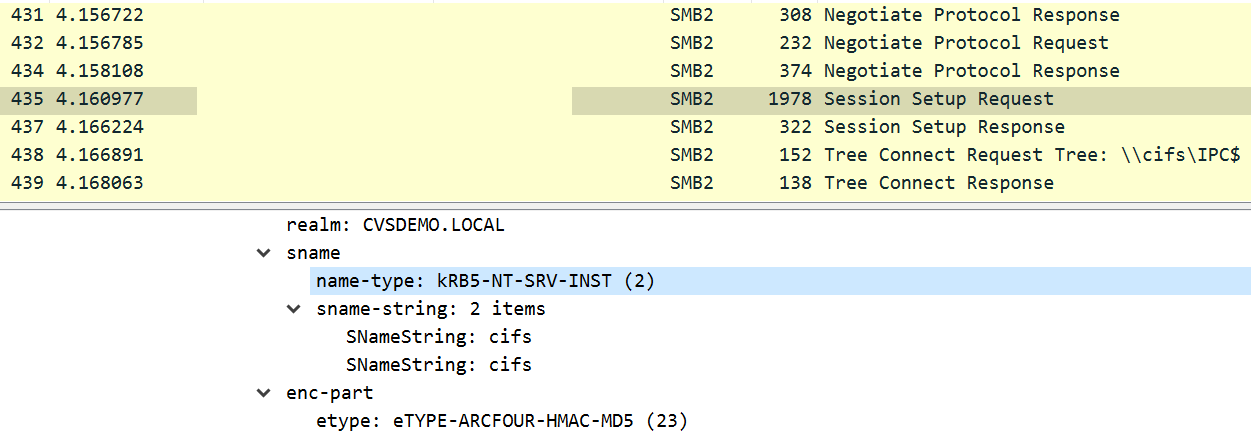 431 4.156722 SMB2 308 Negotiate Protocol Response
432 4.156785 SMB2 232 Negotiate Protocol Request
434 4.158108 SMB2 374 Negotiate Protocol Response
435 4.160977 SMB2 1978 Session Setup Request
437 4.166224 SMB2 322 Session Setup Response
438 4.166891 SMB2 152 Tree Connect Request Tree: \\cifs\IPC$
439 4.168063 SMB2 138 Tree Connect Response
realm: CVSDEMO.LOCAL
sname
name-type: kRB5-NT-SRV-INST (2)
sname-string: 2 items
SNameString: cifs
SNameString: cifs
enc-part
etype: eTYPE-ARCFOUR-HMAC-MD5 (23)